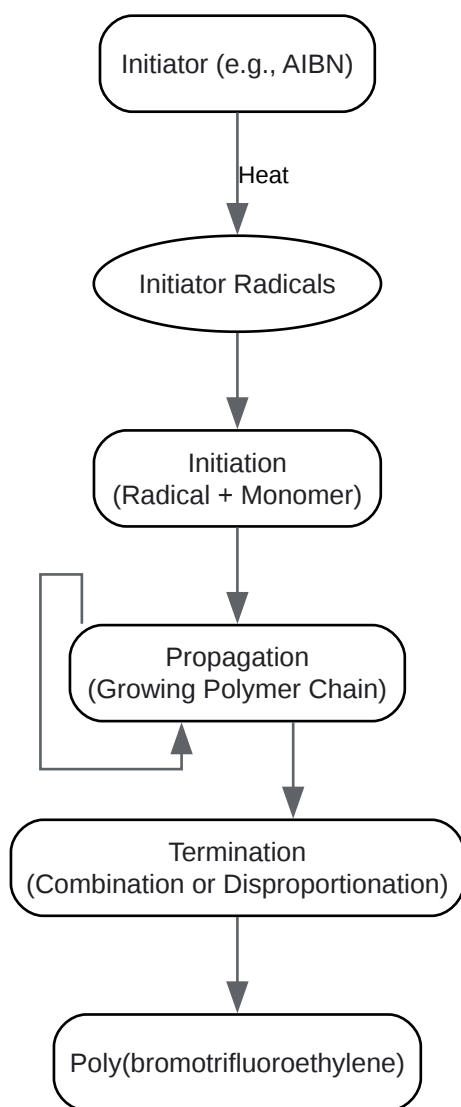 Initiator (e.g., AIBN)
Heat
Initiator Radicals
Initiation
(Radical + Monomer)
Propagation
(Growing Polymer Chain)
Termination
(Combination or Disproportionation)
Poly(bromotrifluoroethylene)